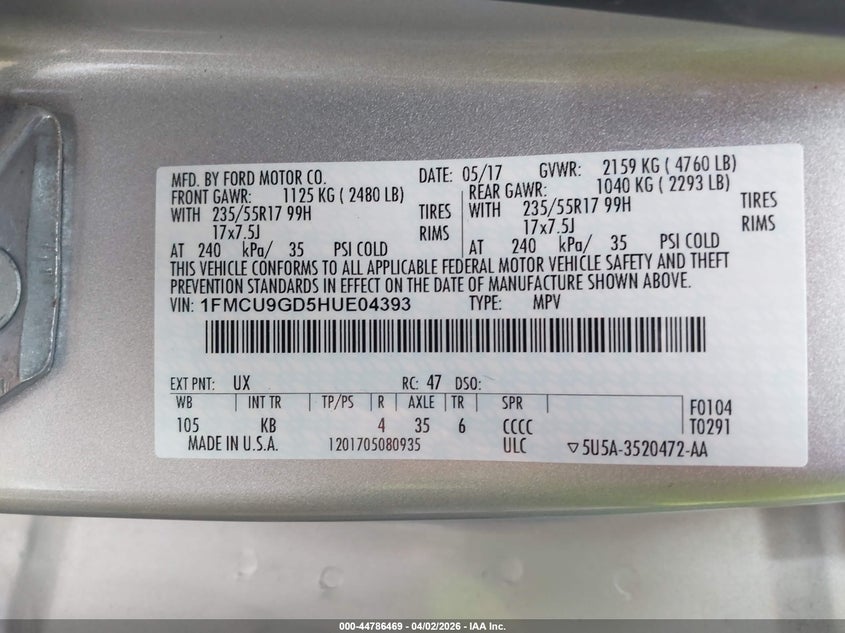 MFD. BY FORD MOTOR CO. DATE: 05/17 GVWR: 2159 KG ( 4760 LB)
FRONT GAWR: 1125 KG ( 2480 LB) REAR GAWR: 1040 KG ( 2293 LB)
WITH 235/55R17 99H TIRES WITH 235/55R17 99H TIRES
17x7.5J RIMS 17x7.5J RIMS
AT 240 kPa/ 35 PSI COLD AT 240 kPa/ 35 PSI COLD
THIS VEHICLE CONFORMS TO ALL APPLICABLE FEDERAL MOTOR VEHICLE SAFETY AND THEFT
PREVENTION STANDARDS IN EFFECT ON THE DATE OF MANUFACTURE SHOWN ABOVE.
VIN: 1FMCU9GD5HUE04393 TYPE: MPV
EXT PNT: UX RC: 47 DSO:
WB INT TR TP/PS R AXLE TR SPR F0104
105 KB 4 35 6 CCCC T0291
MADE IN U.S.A. 1201705080935 ULC ▽5U5A-3520472-AA
000-44786469 - 04/02/2026 - IAA Inc.